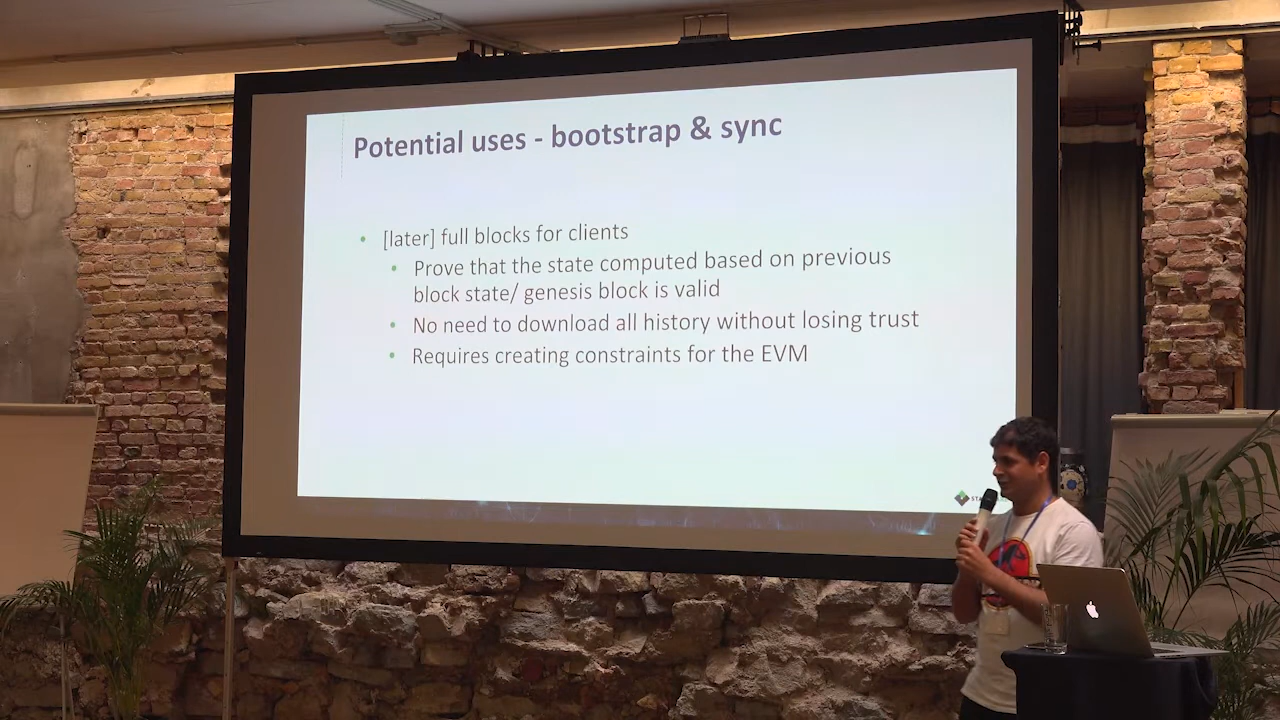 Potential uses - bootstrap & sync
• [later] full blocks for clients
• Prove that the state computed based on previous
block state/ genesis block is valid
• No need to download all history without losing trust
• Requires creating constraints for the EVM